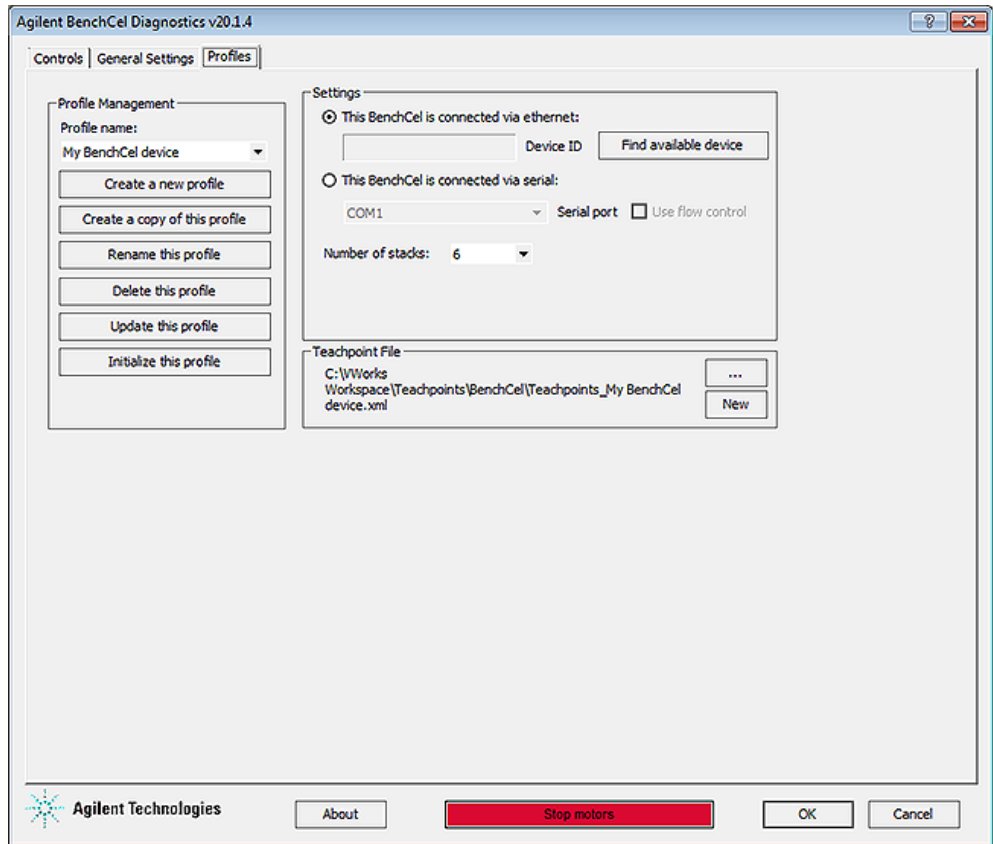 Agilent BenchCel Diagnostics v20.1.4
?
Controls
General Settings
Profiles
Profile Management
Profile name:
My BenchCel device
Create a new profile
Create a copy of this profile
Rename this profile
Delete this profile
Update this profile
Initialize this profile
Settings
This BenchCel is connected via ethernet:
Device ID
Find available device
This BenchCel is connected via serial:
COM1
Serial port
Use flow control
Number of stacks:
6
Teachpoint File
C:\VWorks
Workspace\Teachpoints\BenchCel\Teachpoints_My BenchCel
device.xml
...
New
Agilent Technologies
About
Stop motors
OK
Cancel